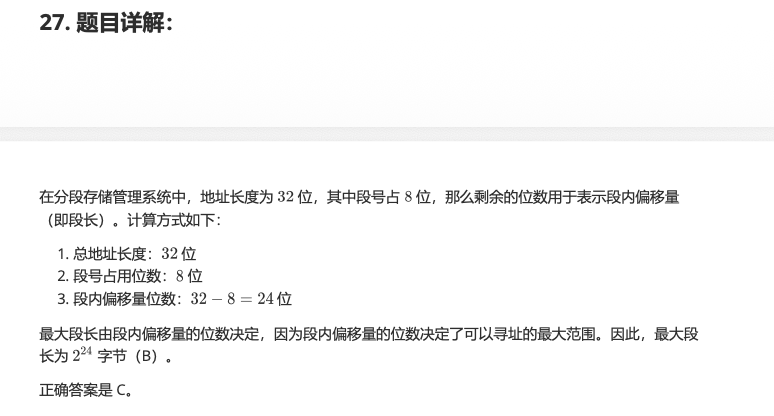 27. 题目详解：
在分段存储管理系统中，地址长度为 32 位，其中段号占 8 位，那么剩余的位数用于表示段内偏移量
（即段长）。计算方式如下：
1. 总地址长度：32 位
2. 段号占用位数：8 位
3. 段内偏移量位数：32 − 8 = 24 位
最大段长由段内偏移量的位数决定，因为段内偏移量的位数决定了可以寻址的最大范围。因此，最大段
长为 2²⁴ 字节（B）。
正确答案是 C。